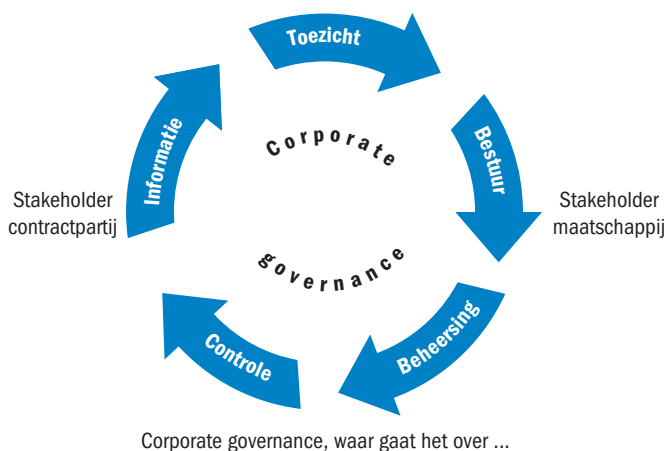 Toezicht
Informatie
Corporate
Bestuur
Stakeholder
contractpartij
Stakeholder
maatschappij
governance
Controle
Beheersing
Corporate governance, waar gaat het over ...